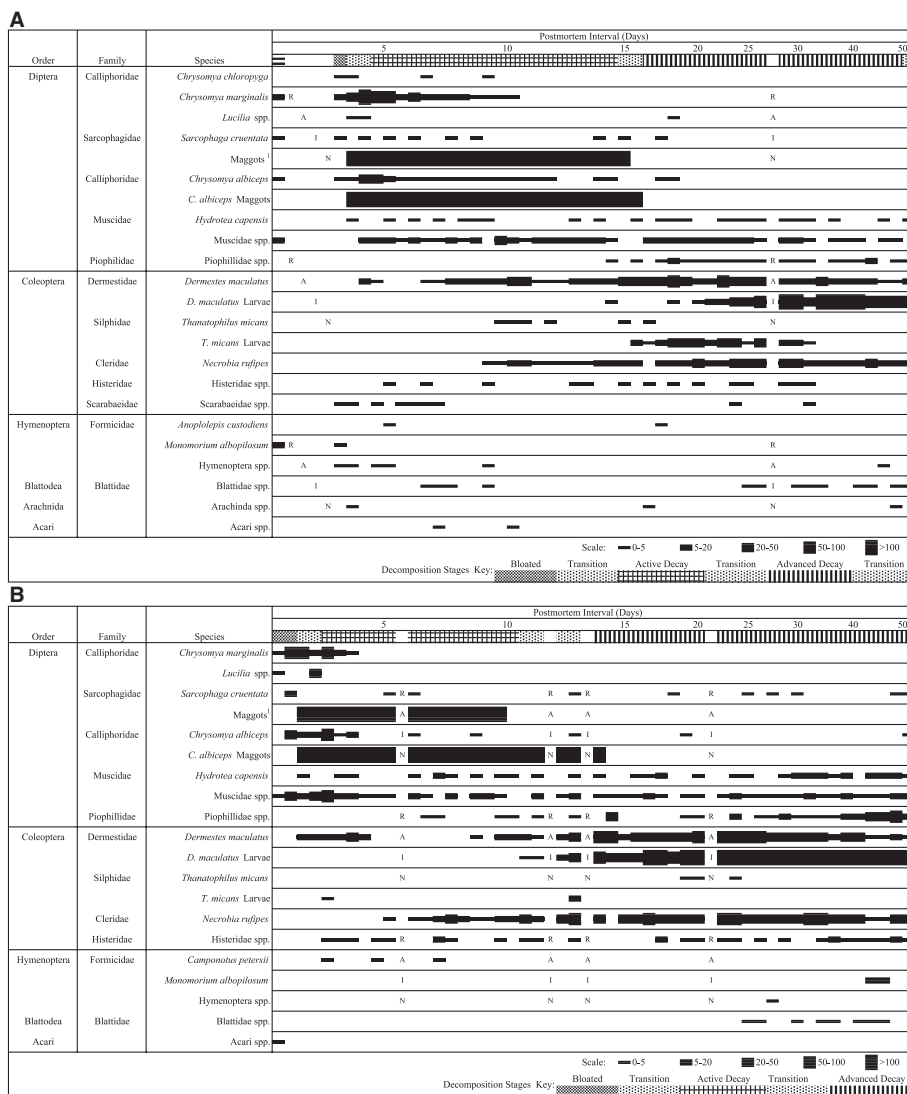 A
Postmortem Interval (Days)
5 10 15 20 25 30 40 50
Order Family Species
Diptera Calliphoridae Chrysomya chloropyga
Chrysomya marginalis R R
Lucilia spp. A A
Sarcophagidae Sarcophaga cruentata I I
Maggots 1 N N
Calliphoridae Chrysomya albiceps
C. albiceps Maggots
Muscidae Hydrotea capensis
Muscidae spp.
Piophilidae Piophillidae spp. R R
Coleoptera Dermestidae Dermestes maculatus A A
D. maculatus Larvae I I
Silphidae Thanatophilus micans N N
T. micans Larvae
Cleridae Necrobia rufipes
Histeridae Histeridae spp.
Scarabaeidae Scarabaeidae spp.
Hymenoptera Formicidae Anoplolepis custodiens
Monomorium albopilosum R R
Hymenoptera spp. A A
Blattodea Blattidae Blattidae spp. I I
Arachnida Arachinda spp. N N
Acari Acari spp.
Scale: 0-5 5-20 20-50 50-100 >100
Decomposition Stages Key: Bloated Transition Active Decay Transition Advanced Decay Transition
B
Postmortem Interval (Days)
5 10 15 20 25 30 40 50
Order Family Species
Diptera Calliphoridae Chrysomya marginalis
Lucilia spp.
Sarcophagidae Sarcophaga cruentata R R R R
Maggots1 A A A A
Calliphoridae Chrysomya albiceps I I I I
C. albiceps Maggots N N N N
Muscidae Hydrotea capensis
Muscidae spp.
Piophillidae Piophillidae spp. R R R R
Coleoptera Dermestidae Dermestes maculatus A A A A
D. maculatus Larvae I I I I
Silphidae Thanatophilus micans N N N N
T. micans Larvae
Cleridae Necrobia rufipes
Histeridae Histeridae spp. R R R R
Hymenoptera Formicidae Camponotus petersii A A A A
Monomorium albopilosum I I I I
Hymenoptera spp. N N N N
Blattodea Blattidae Blattidae spp.
Acari Acari spp.
Scale: 0-5 5-20 20-50 50-100 >100
Decomposition Stages Key: Bloated Transition Active Decay Transition Advanced Decay